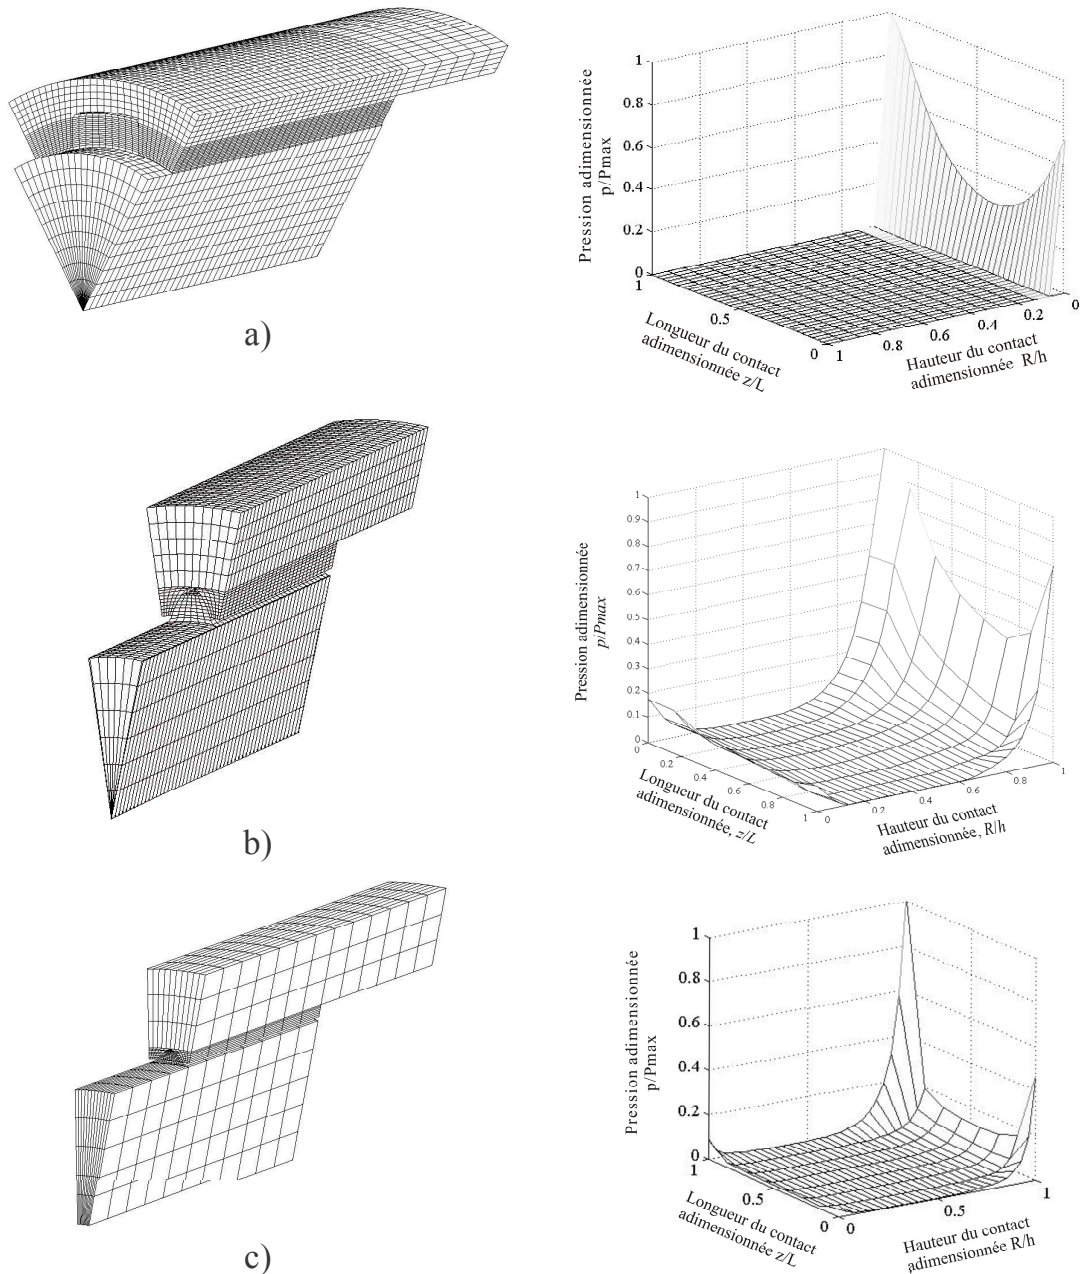 1
0.8
0.6
0.4
0.2
0
Pression adimensionnée
p/Pmax
1
0.5
0
Longueur du contact
adimensionnée z/L
1
0.8
0.6
0.4
0.2
0
Hauteur du contact
adimensionnée R/h
a)
1
0.9
0.8
0.7
0.6
0.5
0.4
0.3
0.2
0.1
0
Pression adimensionnée
p/Pmax
0
0.2
0.4
0.6
0.8
1
Longueur du contact
adimensionnée, z/L
0
0.2
0.4
0.6
0.8
1
Hauteur du contact
adimensionnée, R/h
b)
1
0.8
0.6
0.4
0.2
0
Pression adimensionnée
p/Pmax
1
0.5
0
Longueur du contact
adimensionnée z/L
0
0.5
1
Hauteur du contact
adimensionnée R/h
c)